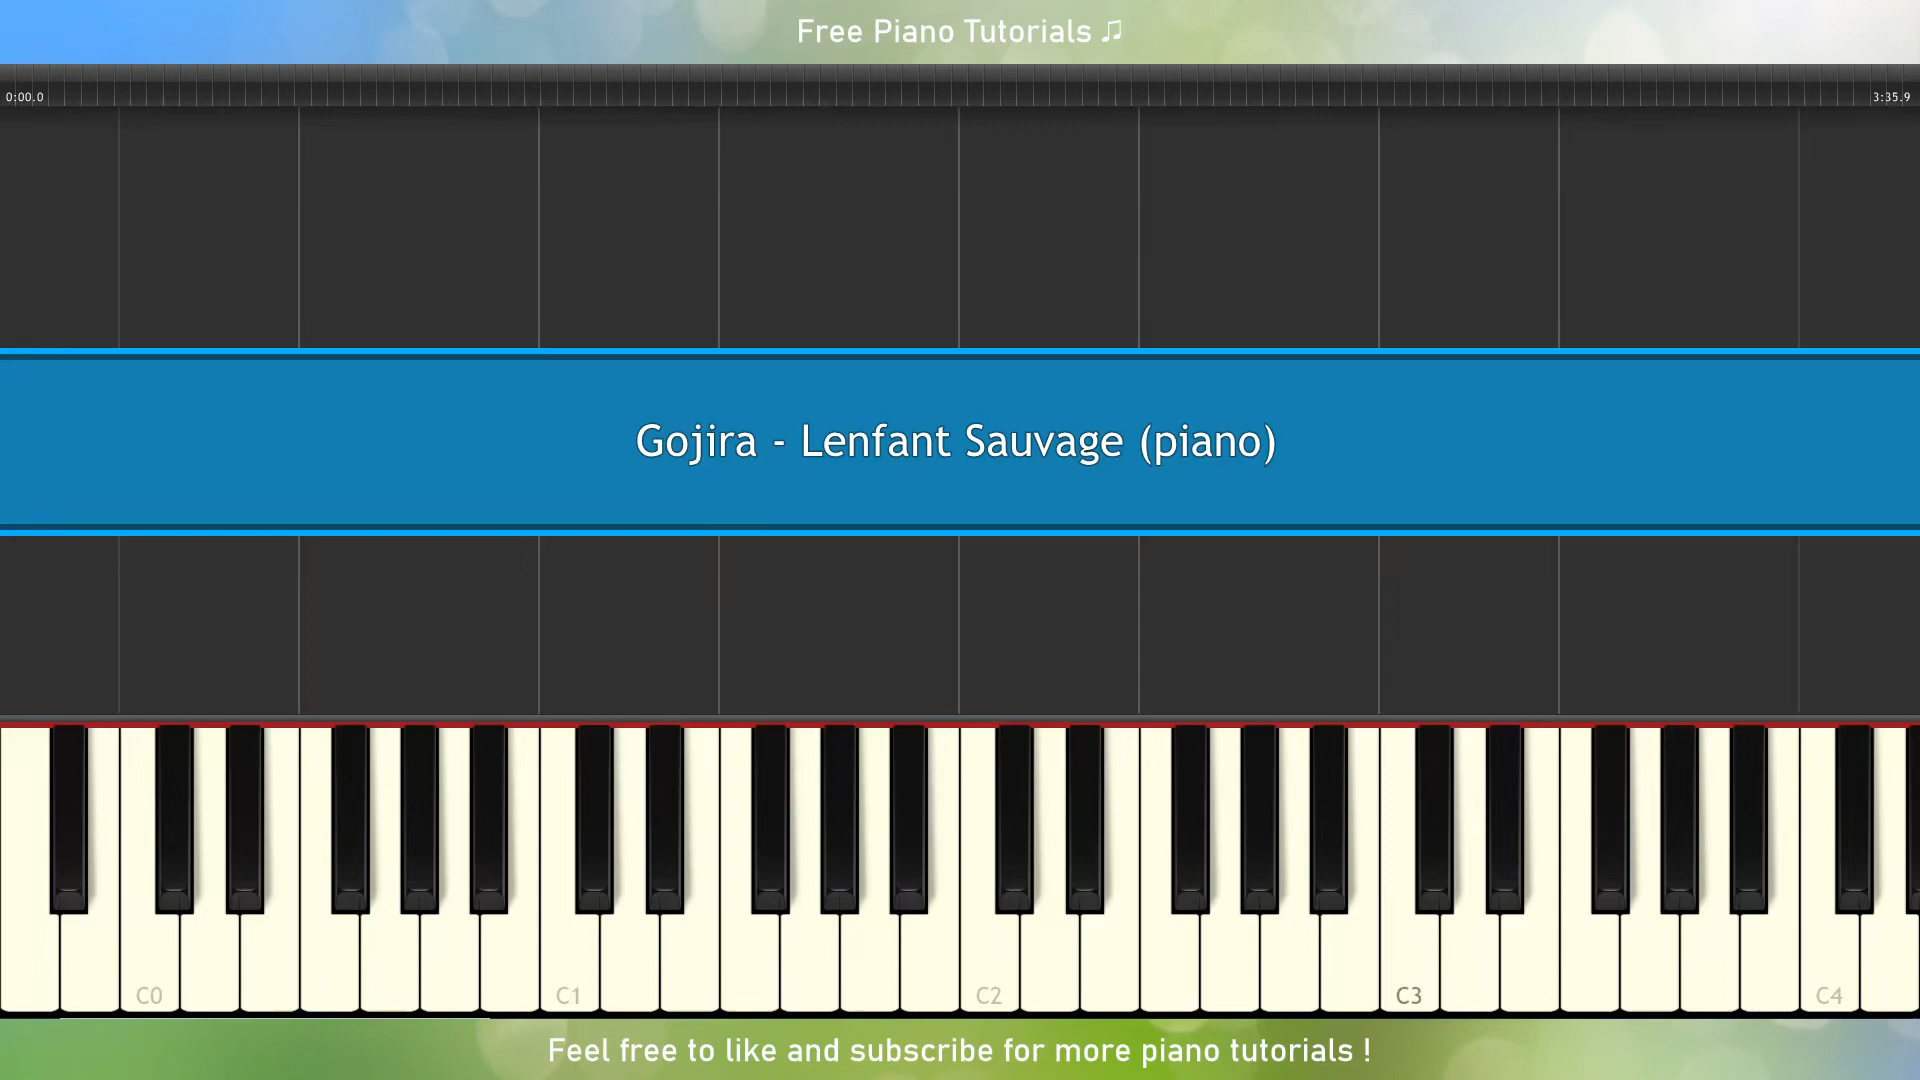 Free Piano Tutorials ♫
0:00.0
3:35.9
Gojira - Lenfant Sauvage (piano)
C0
C1
C2
C3
C4
Feel free to like and subscribe for more piano tutorials !